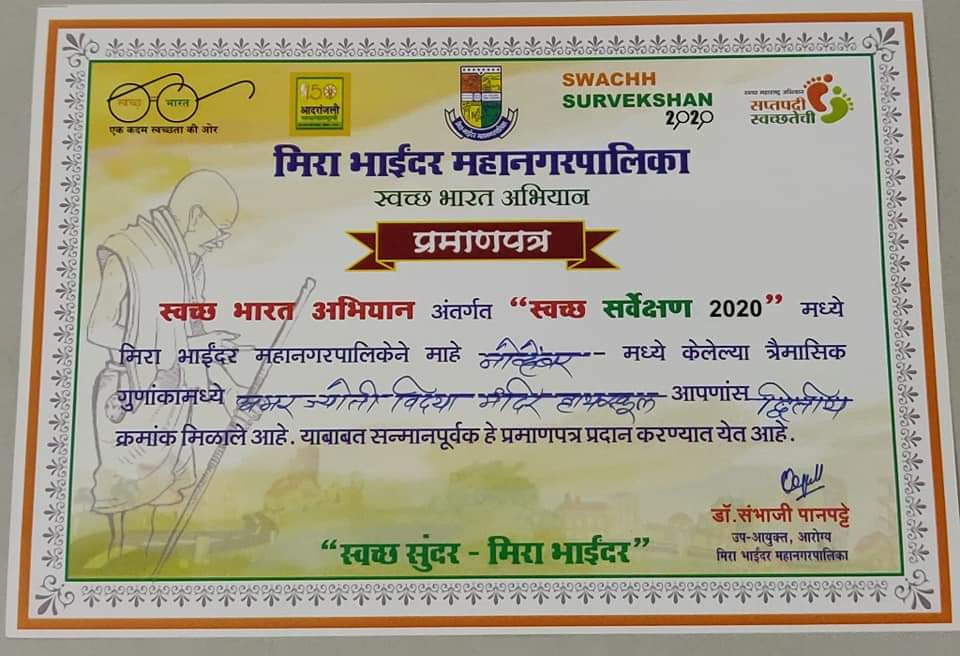 स्वच्छ भारत
एक कदम स्वच्छता की ओर
150
आदरांजली
SWACHH
SURVEKSHAN
2020
स्वच्छ महाराष्ट्र अभियान
सप्तपदी
स्वच्छतेची
मिरा भाईंदर महानगरपालिका
स्वच्छ भारत अभियान
प्रमाणपत्र
स्वच्छ भारत अभियान अंतर्गत “स्वच्छ सर्वेक्षण 2020” मध्ये
मिरा भाईंदर महानगरपालिकेने माहे नोव्हेंबर - मध्ये केलेल्या त्रैमासिक
गुणांकामध्ये अमर ज्योती विद्या मंदिर हायस्कूल आपणांस द्वितीय
क्रमांक मिळाले आहे. याबाबत सन्मानपूर्वक हे प्रमाणपत्र प्रदान करण्यात येत आहे.
डॉ.संभाजी पानपट्टे
उप-आयुक्त, आरोग्य
मिरा भाईंदर महानगरपालिका
“स्वच्छ सुंदर - मिरा भाईंदर”